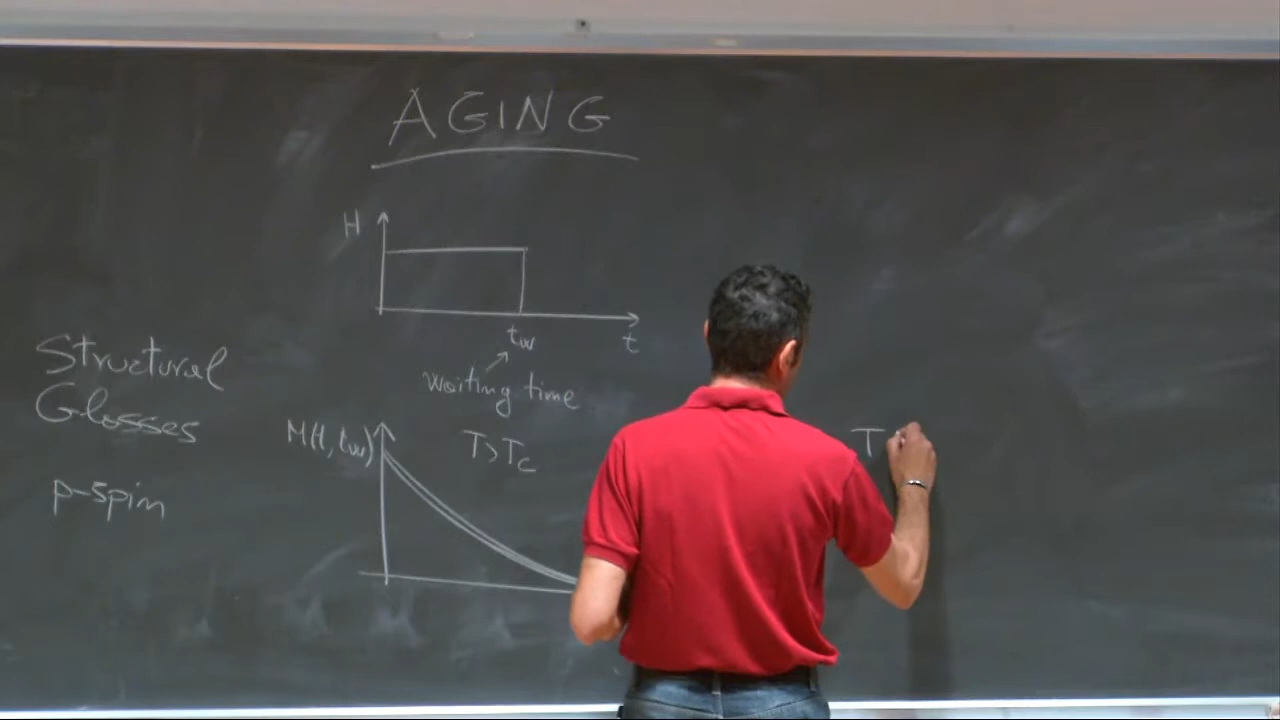 AGING
H
tw
t
Waiting time
Structural
Glasses
p-spin
M(t, tw)
T>Tc
T